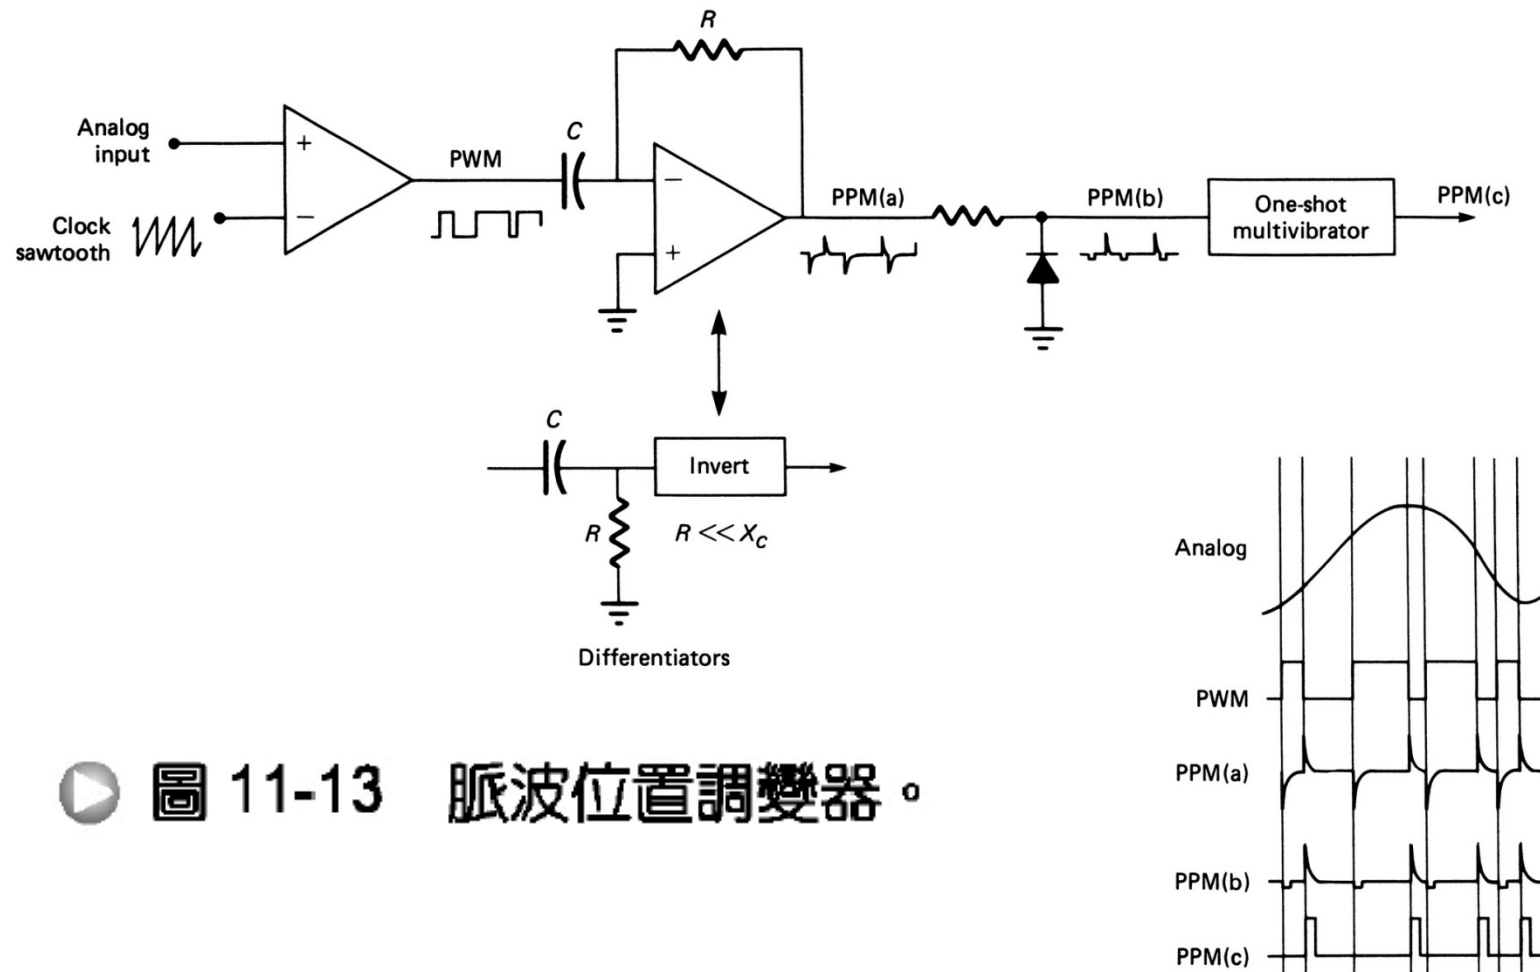 R
Analog
input
+
−
Clock
sawtooth
PWM
C
−
+
PPM(a)
PPM(b)
One-shot
multivibrator
PPM(c)
C
Invert
R
R << X_C
Differentiators
圖 11-13 脈波位置調變器。
Analog
PWM
PPM(a)
PPM(b)
PPM(c)